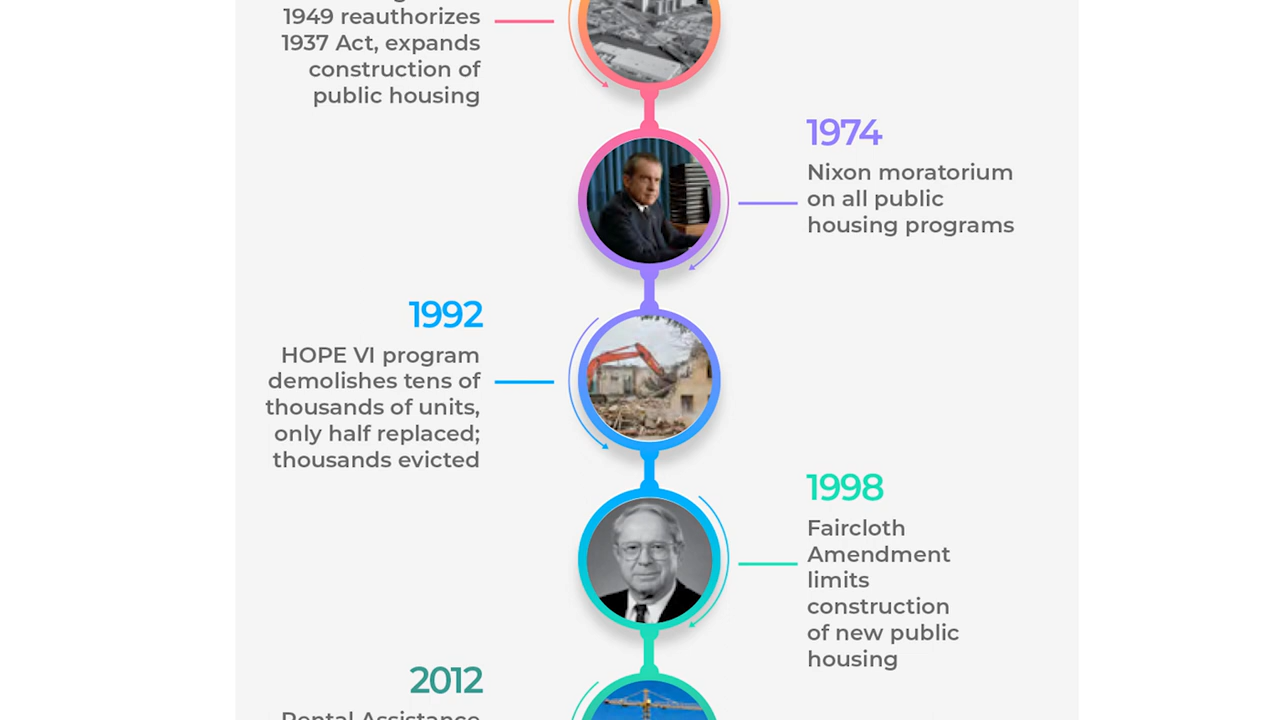 1949 reauthorizes
1937 Act, expands
construction of
public housing
1974
Nixon moratorium
on all public
housing programs
1992
HOPE VI program
demolishes tens of
thousands of units,
only half replaced;
thousands evicted
1998
Faircloth
Amendment
limits
construction
of new public
housing
2012
Rental Assistance